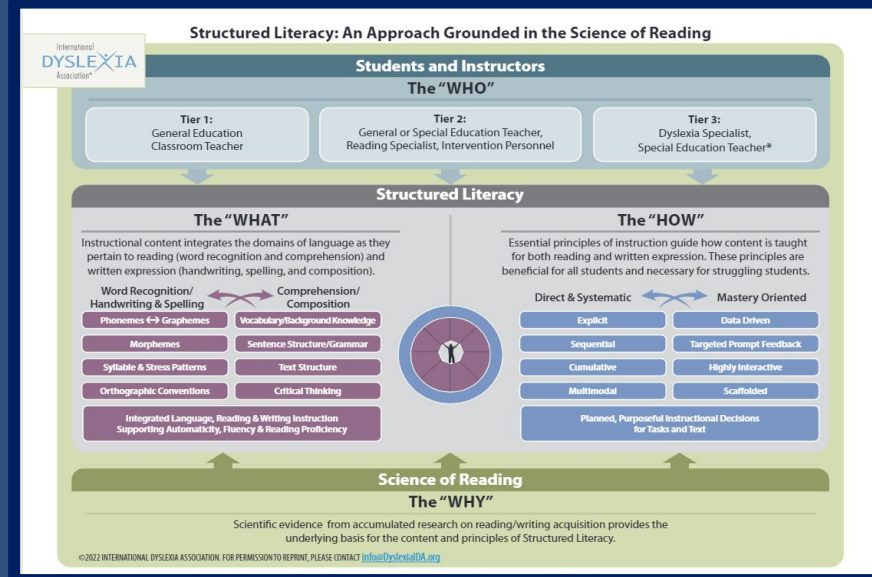 Structured Literacy: An Approach Grounded in the Science of Reading
International
DYSLEXIA
Association
Students and Instructors
The "WHO"
Tier 1:
General Education
Classroom Teacher
Tier 2:
General or Special Education Teacher,
Reading Specialist, Intervention Personnel
Tier 3:
Dyslexia Specialist,
Special Education Teacher*
Structured Literacy
The "WHAT"
Instructional content integrates the domains of language as they
pertain to reading (word recognition and comprehension) and
written expression (handwriting, spelling, and composition).
Word Recognition/
Handwriting & Spelling
Comprehension/
Composition
Phonemes ↔ Graphemes
Vocabulary/Background Knowledge
Morphemes
Sentence Structure/Grammar
Syllable & Stress Patterns
Text Structure
Orthographic Conventions
Critical Thinking
Integrated Language, Reading & Writing Instruction
Supporting Automaticity, Fluency & Reading Proficiency
The "HOW"
Essential principles of instruction guide how content is taught
for both reading and written expression. These principles are
beneficial for all students and necessary for struggling students.
Direct & Systematic
Mastery Oriented
Explicit
Data Driven
Sequential
Targeted Prompt Feedback
Cumulative
Highly Interactive
Multimodal
Scaffolded
Planned, Purposeful Instructional Decisions
for Tasks and Text
Science of Reading
The "WHY"
Scientific evidence from accumulated research on reading/writing acquisition provides the
underlying basis for the content and principles of Structured Literacy.
©2022 INTERNATIONAL DYSLEXIA ASSOCIATION. FOR PERMISSION TO REPRINT, PLEASE CONTACT info@DyslexiaIDA.org